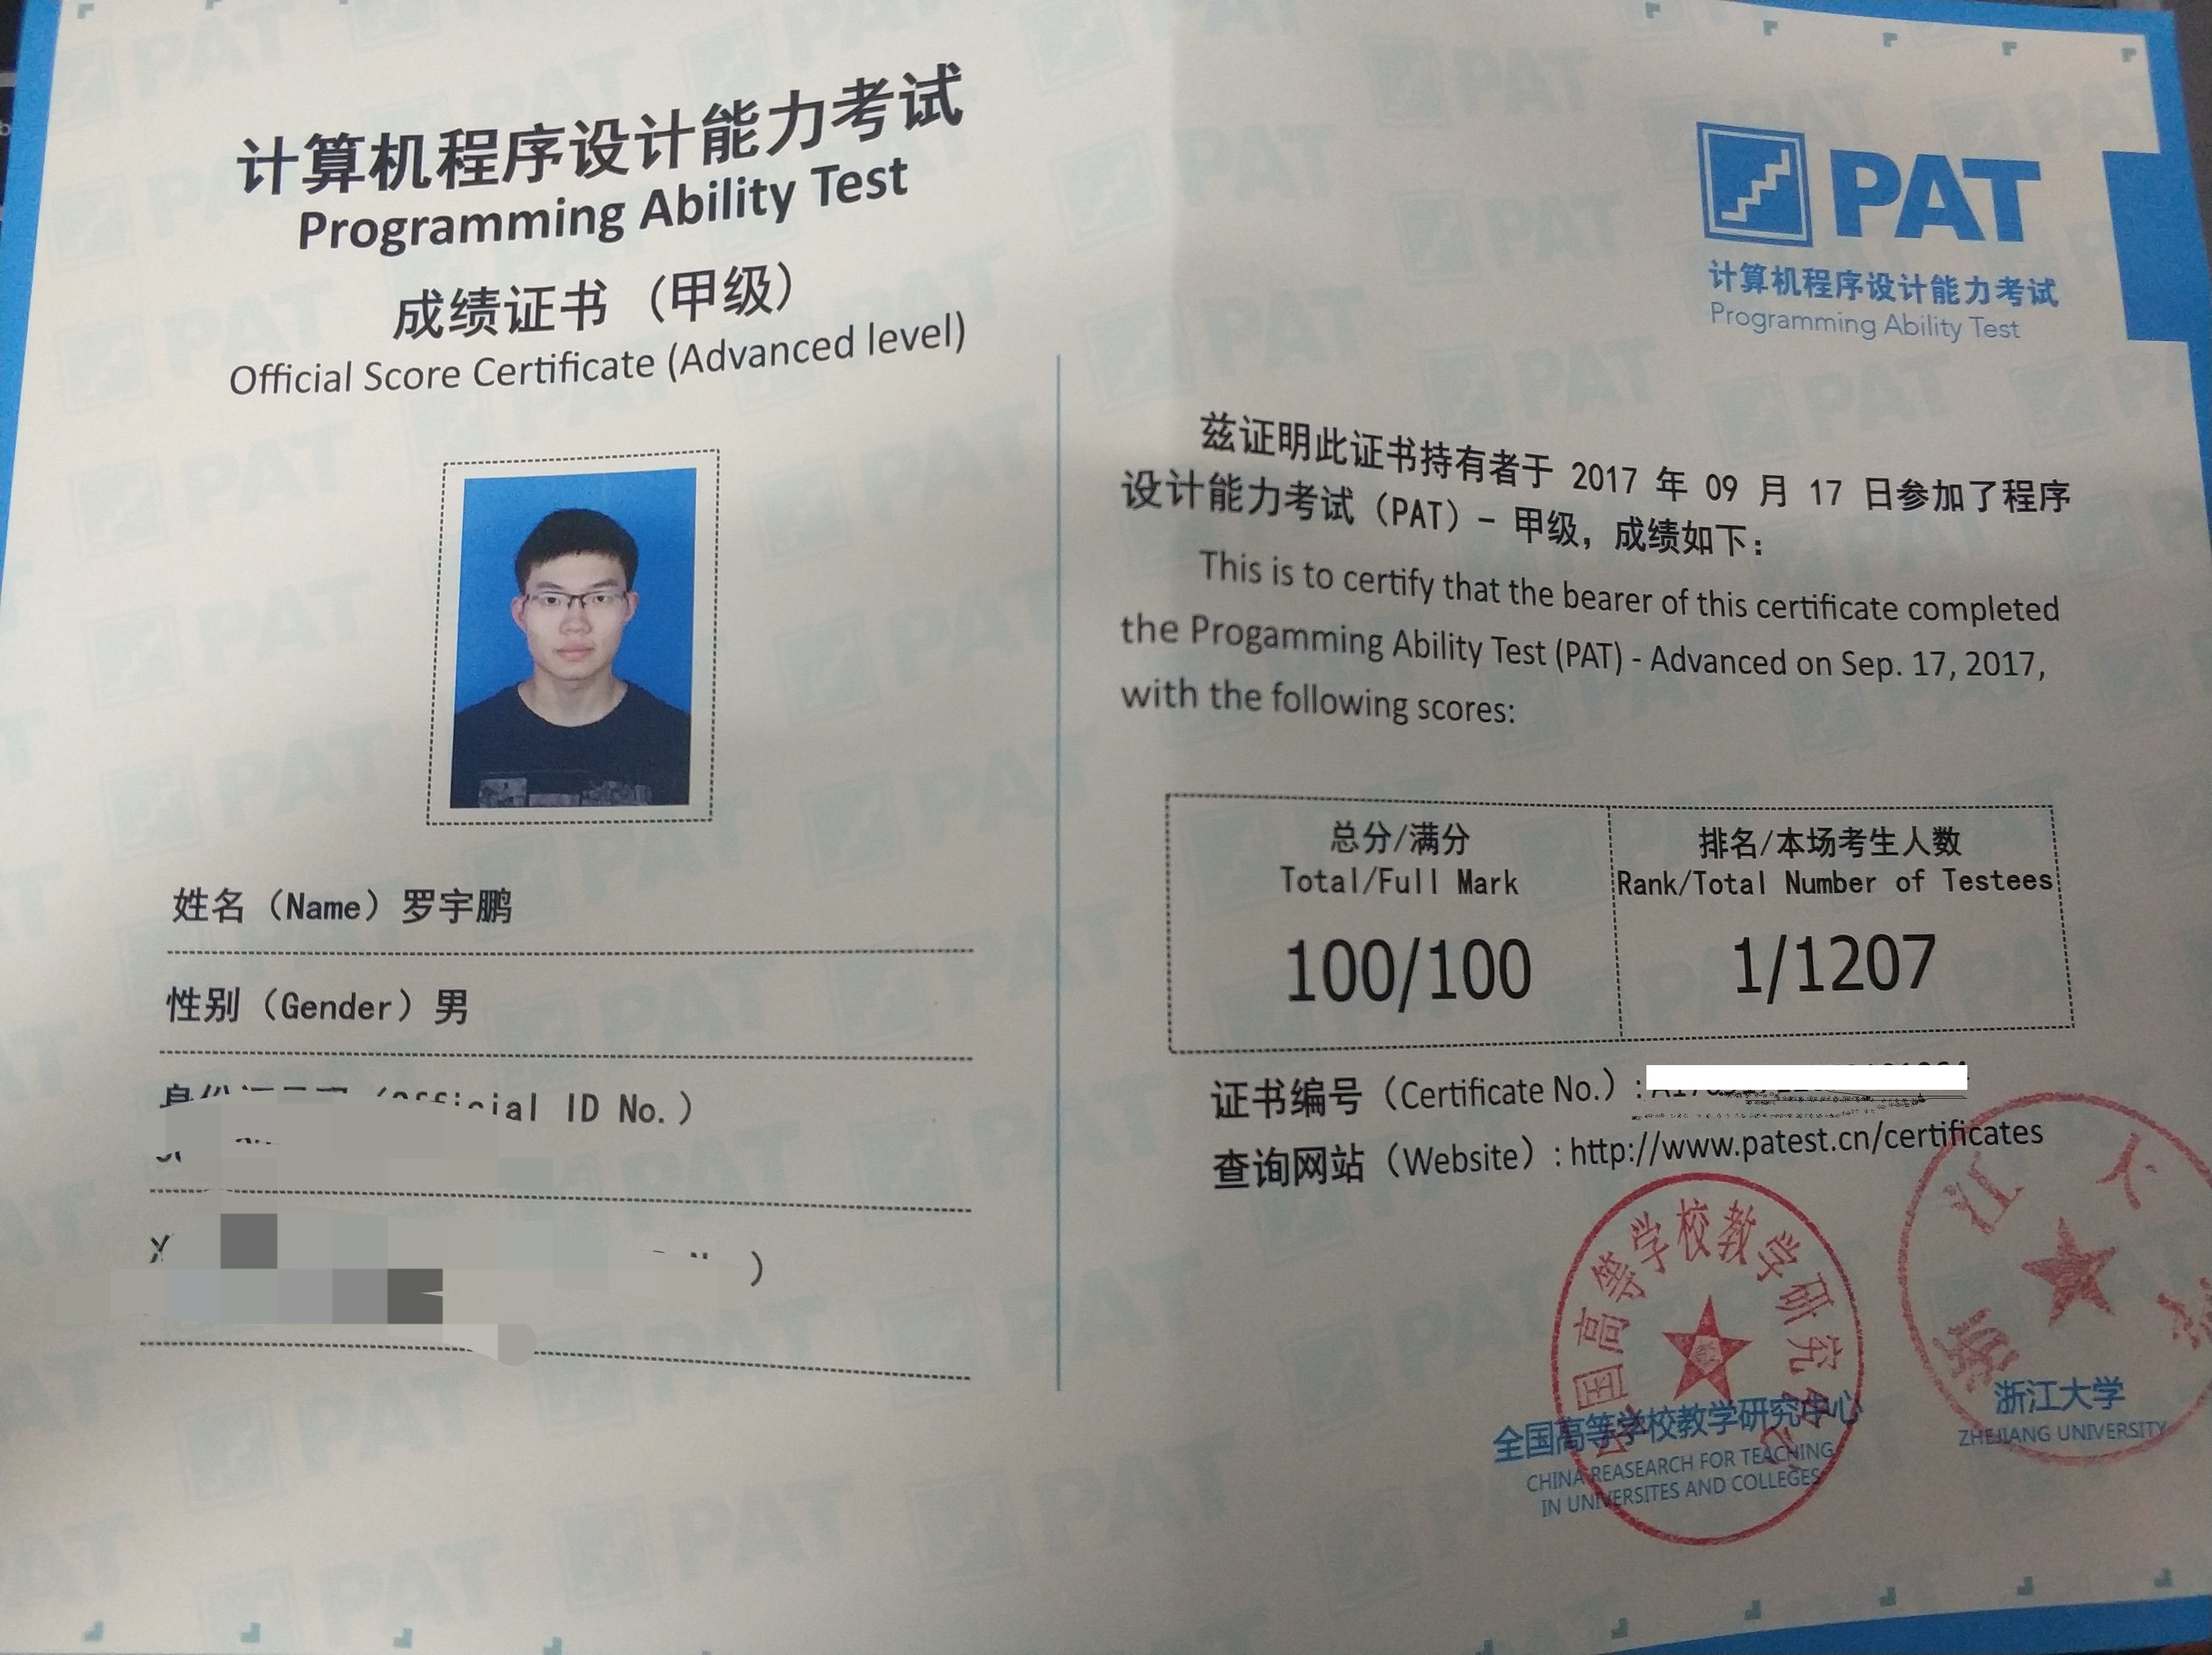 计算机程序设计能力考试
Programming Ability Test
成绩证书（甲级）
Official Score Certificate (Advanced level)
姓名（Name）罗宇鹏
性别（Gender）男
ID No.）
PAT
计算机程序设计能力考试
Programming Ability Test
兹证明此证书持有者于 2017 年 09 月 17 日参加了程序
设计能力考试（PAT）- 甲级，成绩如下：
This is to certify that the bearer of this certificate completed
the Progamming Ability Test (PAT) - Advanced on Sep. 17, 2017,
with the following scores:
总分/满分
Total/Full Mark
100/100
排名/本场考生人数
Rank/Total Number of Testees
1/1207
证书编号（Certificate No.）:
查询网站（Website）: http://www.patest.cn/certificates
全国高等学校教学研究中心
CHINA REASEARCH FOR TEACHING
IN UNIVERSITES AND COLLEGES
浙江大学
ZHEJIANG UNIVERSITY